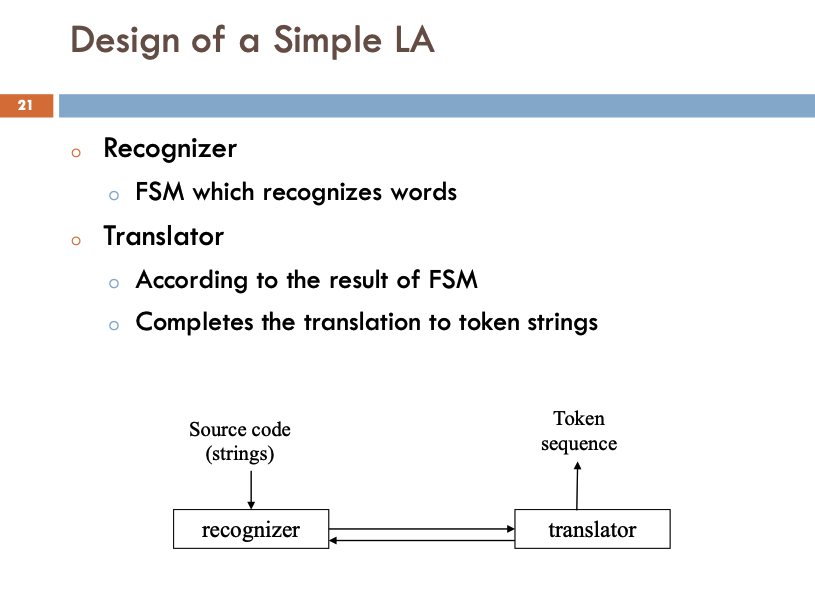 Design of a Simple LA
21
Recognizer
FSM which recognizes words
Translator
According to the result of FSM
Completes the translation to token strings
Source code
(strings)
Token
sequence
recognizer
translator